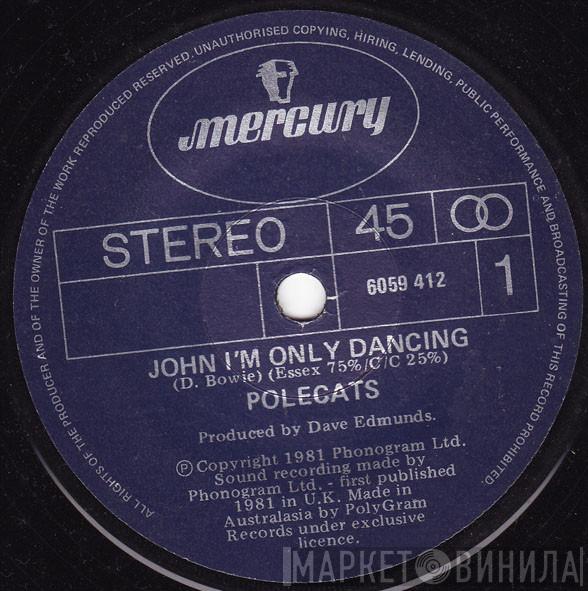 ALL RIGHTS OF THE PRODUCER AND OF THE OWNER OF THE WORK REPRODUCED RESERVED. UNAUTHORISED COPYING, HIRING, LENDING, PUBLIC PERFORMANCE AND BROADCASTING OF THIS RECORD PROHIBITED.
mercury
STEREO 45
6059 412 1
JOHN I'M ONLY DANCING
(D. Bowie) (Essex 75%/C/C 25%)
POLECATS
Produced by Dave Edmunds.
Ⓟ Copyright 1981 Phonogram Ltd.
Sound recording made by
Phonogram Ltd. - first published
1981 in U.K. Made in
Australasia by PolyGram
Records under exclusive
licence.
МАРКЕТ ВИНИЛА